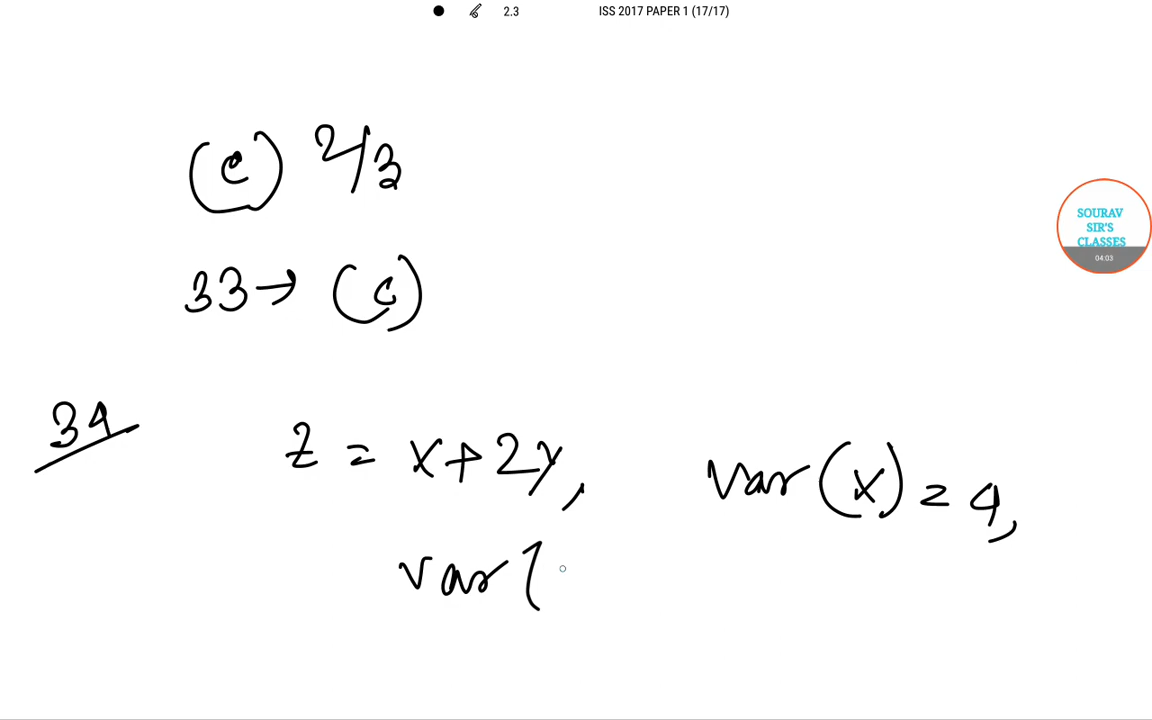 2.3 ISS 2017 PAPER 1 (17/17)
(c) 2/3
SOURAV
SIR'S
CLASSES
04:03
33 → (c)
34
z = x + 2y, var(x) = 4,
var(